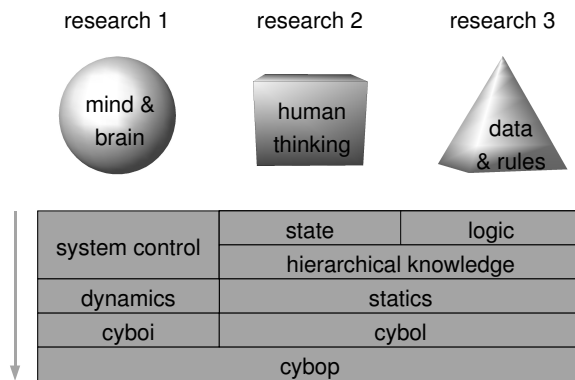 research 1 research 2 research 3
mind &
brain
human
thinking
data
& rules
system control
state logic
hierarchical knowledge
dynamics statics
cyboi cybol
cybop